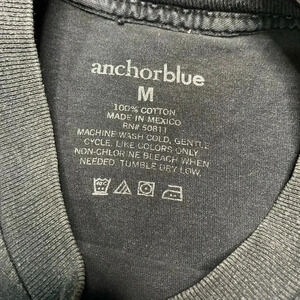 anchorblue
M
100% COTTON
MADE IN MEXICO
RN# 50811
MACHINE WASH COLD, GENTLE
CYCLE, LIKE COLORS ONLY
NON-CHLORINE BLEACH WHEN
NEEDED. TUMBLE DRY LOW.